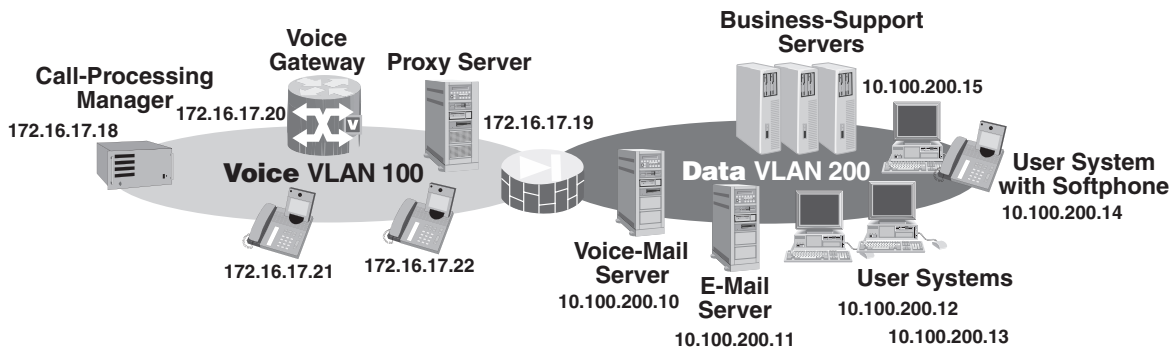 Call-Processing
Manager
172.16.17.18
Voice
Gateway
172.16.17.20
V
Proxy Server
172.16.17.19
Voice VLAN 100
172.16.17.21
172.16.17.22
Business-Support
Servers
10.100.200.15
Data VLAN 200
User System
with Softphone
10.100.200.14
Voice-Mail
Server
10.100.200.10
E-Mail
Server
10.100.200.11
User Systems
10.100.200.12
10.100.200.13